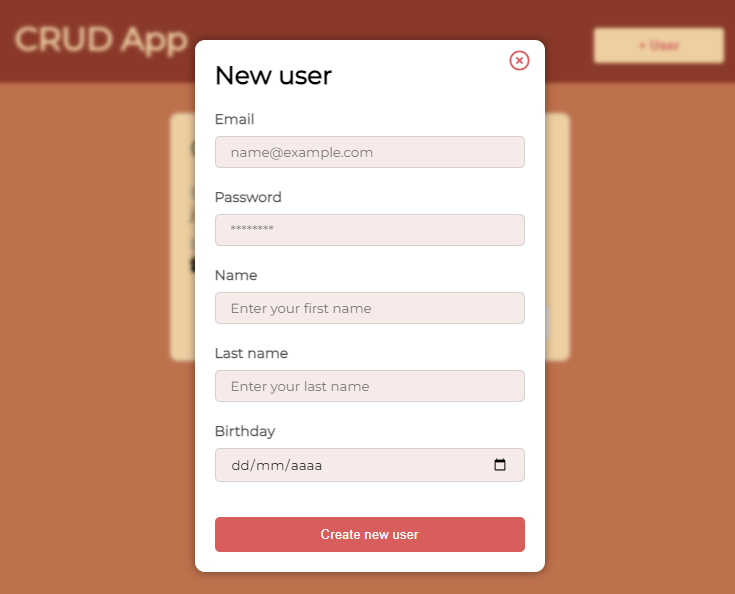 CRUD App
+ User
New user
Email
name@example.com
Password
********
Name
Enter your first name
Last name
Enter your last name
Birthday
dd/mm/aaaa
Create new user